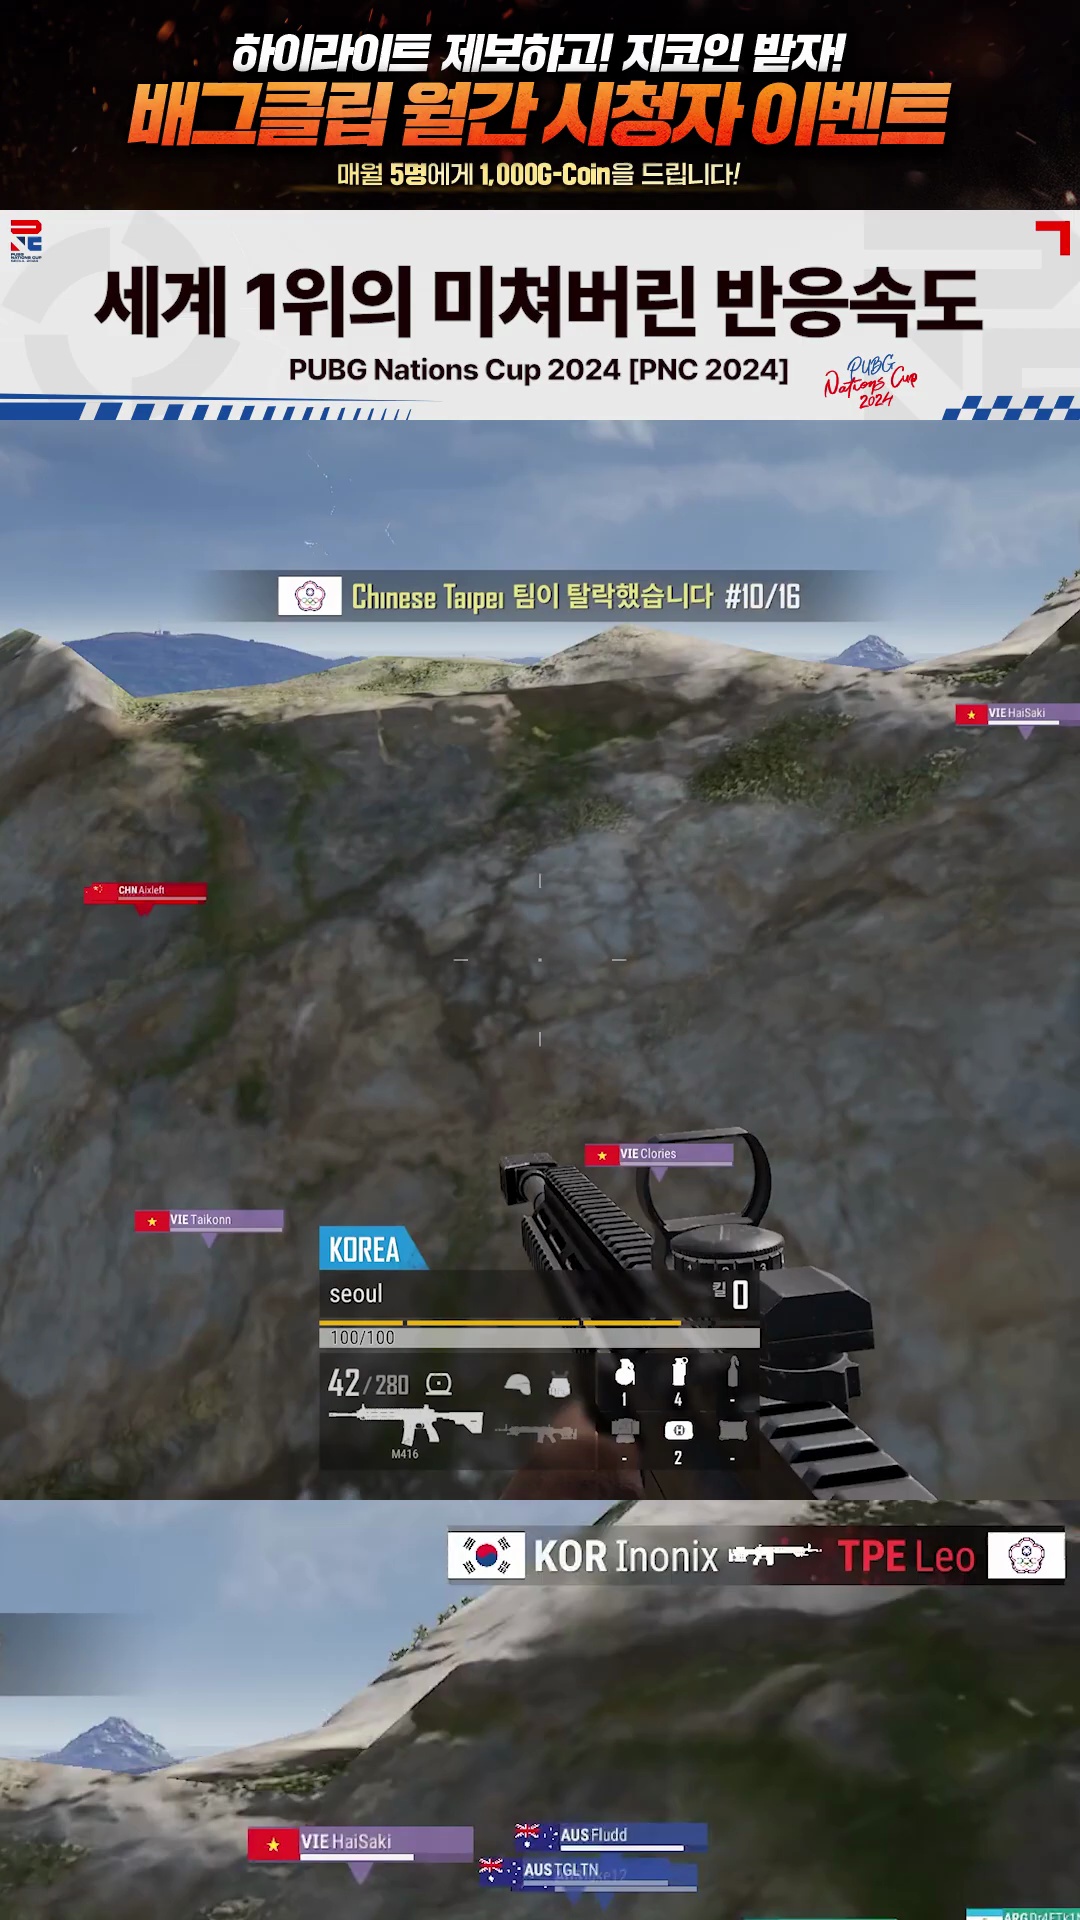 하이라이트 제보하고! 지코인 받자!
배그클립 월간 시청자 이벤트
매월 5명에게 1,000G-Coin을 드립니다!
세계 1위의 미쳐버린 반응속도
PUBG Nations Cup 2024 [PNC 2024]
PUBG
Nations Cup
2024
Chinese Taipei 팀이 탈락했습니다 #10/16
VIE HaiSaki
CHN Aixleft
VIE Clories
VIE Taikonn
KOREA
seoul 킬 0
100/100
42/280
1 4 -
M416
- 2 -
KOR Inonix TPE Leo
VIE HaiSaki
AUS Fludd
AUS TGLTN